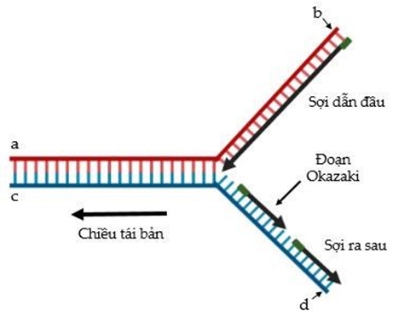 b
Sợi dẫn đầu
a
Đoạn
Okazaki
c
Chiều tái bản
Sợi ra sau
d